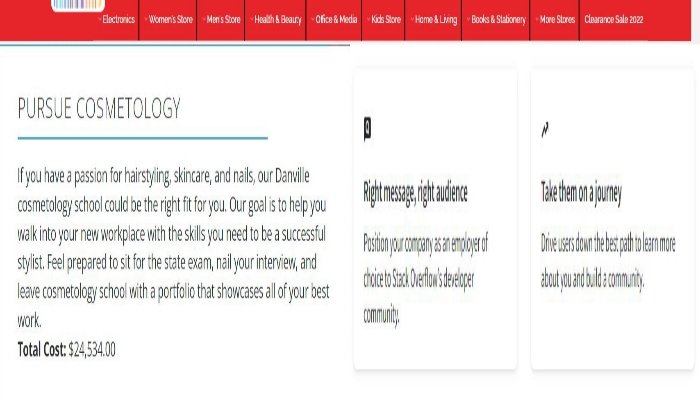 Electronics Women's Store Men's Store Health & Beauty Office & Media Kids Store Home & Living Books & Stationery More Stores Clearance Sale 2022
PURSUE COSMETOLOGY
If you have a passion for hairstyling, skincare, and nails, our Danville
cosmetology school could be the right fit for you. Our goal is to help you
walk into your new workplace with the skills you need to be a successful
stylist. Feel prepared to sit for the state exam, nail your interview, and
leave cosmetology school with a portfolio that showcases all of your best
work.
Total Cost: $24,534.00
Right message, right audience
Position your company as an employer of
choice to Stack Overflow's developer
community.
Take them on a journey
Drive users down the best path to learn more
about you and build a community.